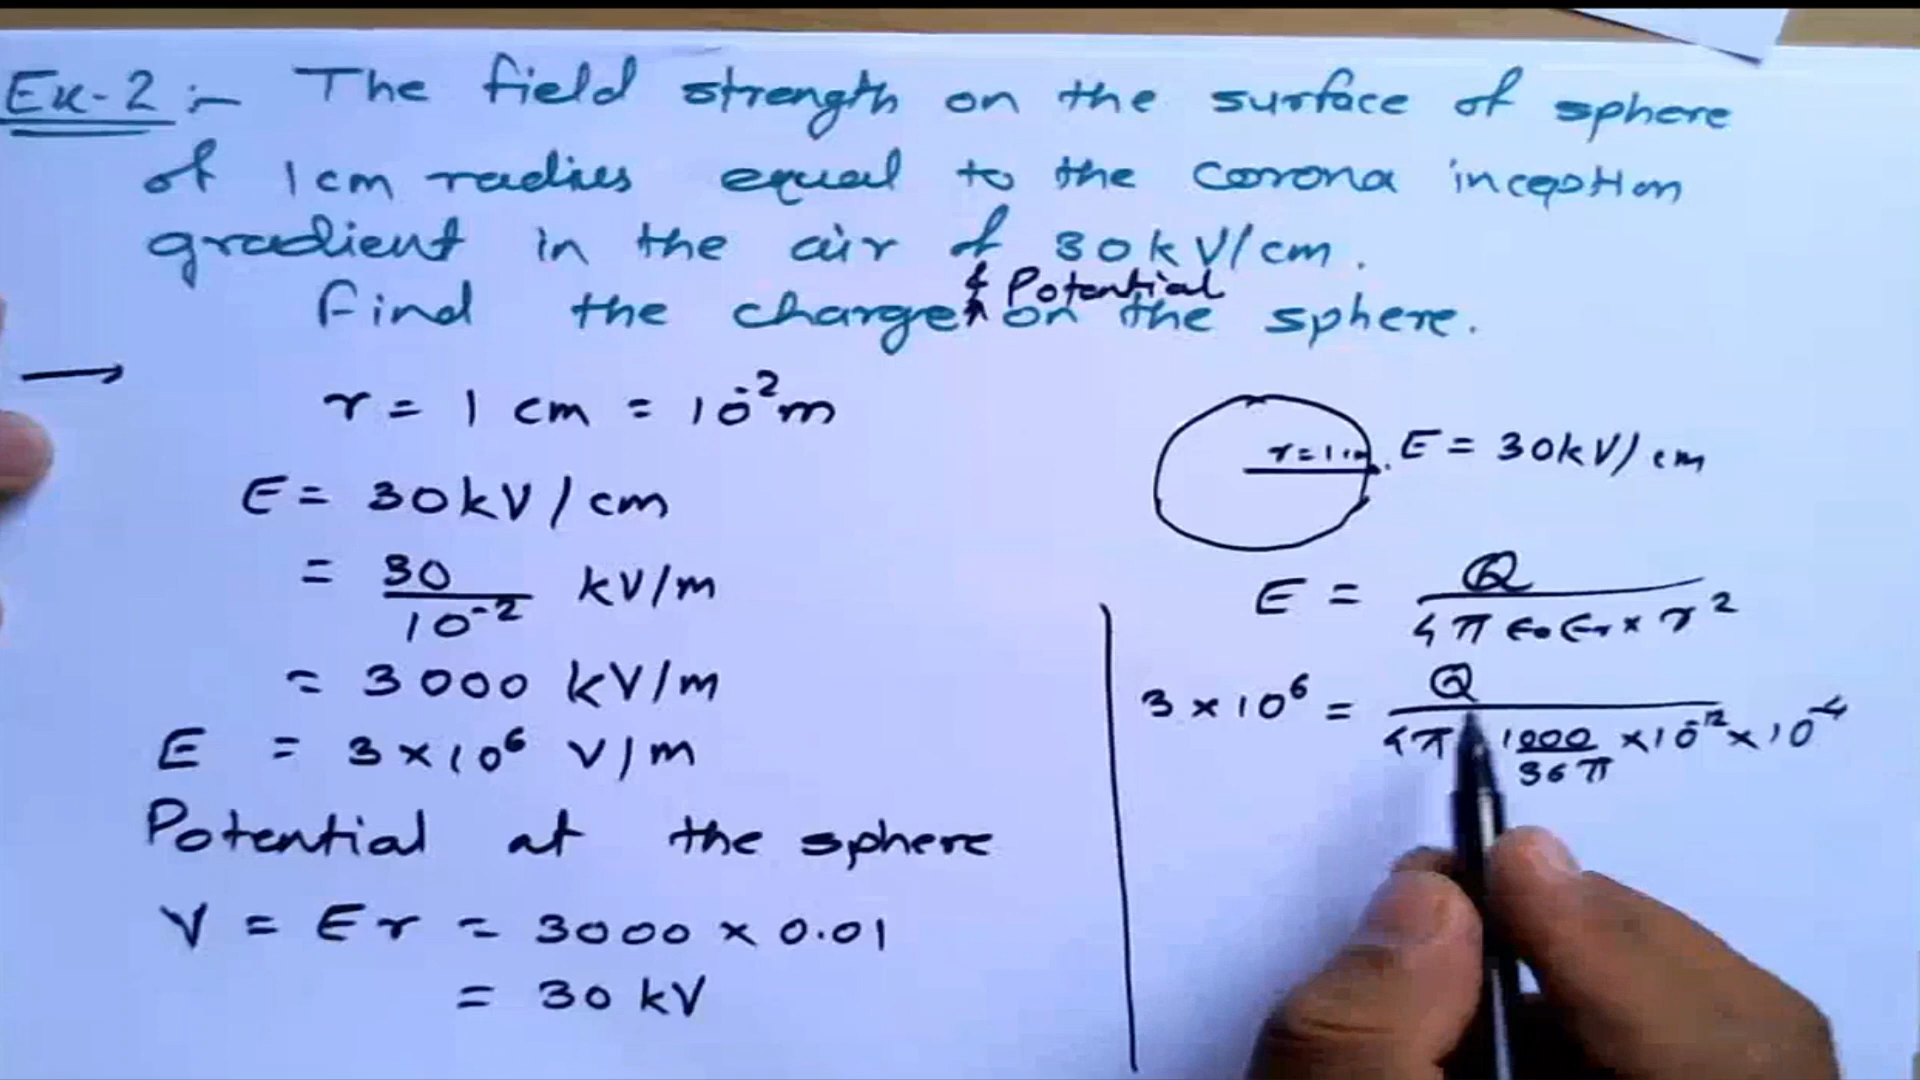 Ex-2:- The field strength on the surface of sphere
of 1cm radius equal to the corona inception
gradient in the air of 30kV/cm.
& Potential
find the charge on the sphere.
r = 1 cm = 10⁻²m
E = 30kV/cm
= 30/10⁻² kV/m
= 3000 kV/m
E = 3×10⁶ V/m
Potential at the sphere
V = Er = 3000 × 0.01
= 30 kV
r=1cm. E = 30kV/cm
E = Q/4π ϵ₀ϵᵣ × r²
3×10⁶ = Q/4π 1000/36π ×10⁻¹² ×10⁻⁴